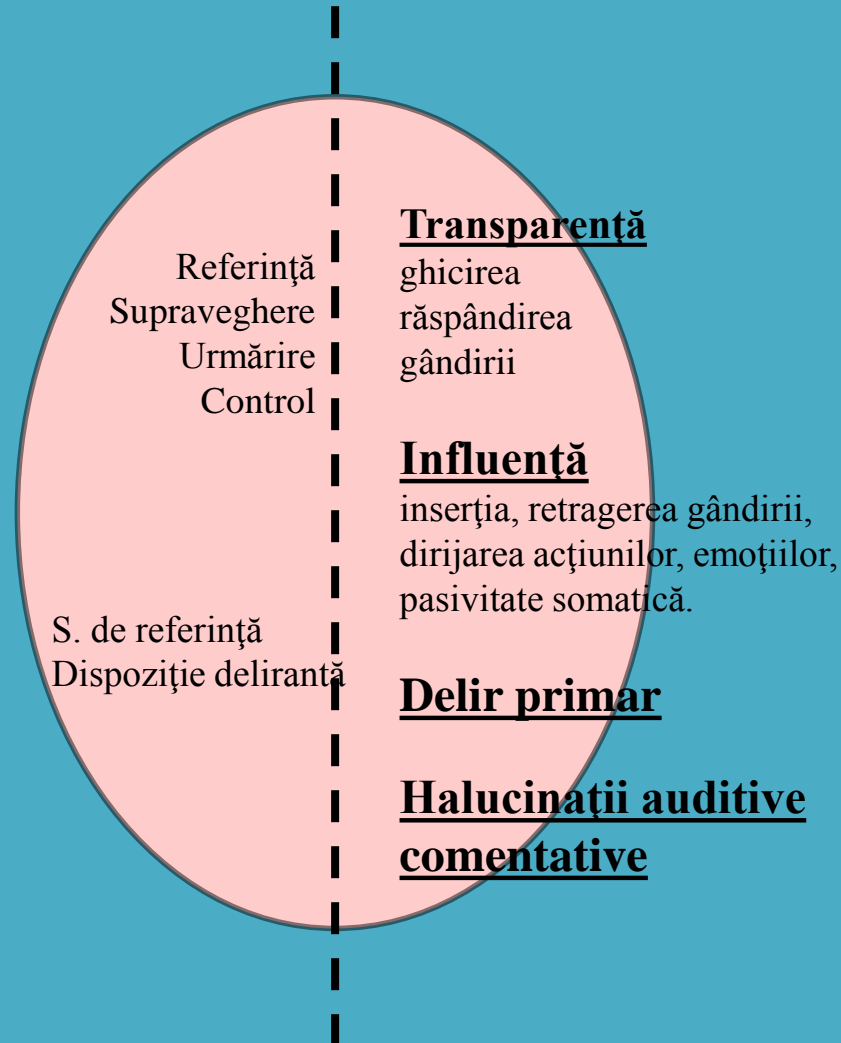 Referinţă
Supraveghere
Urmărire
Control
S. de referinţă
Dispoziţie delirantă
Transparenţă
ghicirea
răspândirea
gândirii
Influenţă
inserţia, retragerea gândirii,
dirijarea acţiunilor, emoţiilor,
pasivitate somatică.
Delir primar
Halucinaţii auditive
comentative